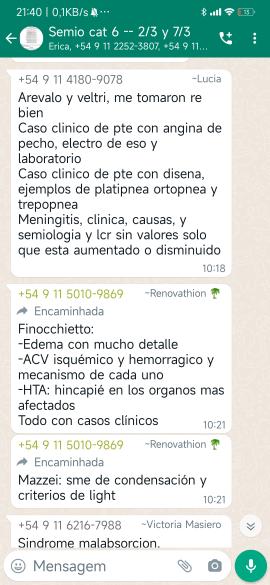 21:40 | 0,1KB/s
Semio cat 6 -- 2/3 y 7/3
Erica, +54 9 11 2252-3807, +54 9 11...
+54 9 11 4180-9078 ~Lucia
Arevalo y veltri, me tomaron re
bien
Caso clinico de pte con angina de
pecho, electro de eso y
laboratorio
Caso clinico de pte con disena,
ejemplos de platipnea ortopnea y
trepopnea
Meningitis, clinica, causas, y
semiologia y lcr sin valores solo
que esta aumentado o disminuido
10:18
+54 9 11 5010-9869 ~Renovathion 🌴
Encaminhada
Finocchietto:
-Edema con mucho detalle
-ACV isquémico y hemorragico y
mecanismo de cada uno
-HTA: hincapié en los organos mas
afectados
Todo con casos clínicos
10:21
+54 9 11 5010-9869 ~Renovathion 🌴
Encaminhada
Mazzei: sme de condensación y
criterios de light
10:21
+54 9 11 6216-7988 ~Victoria Masiero
Sindrome malabsorcion.
Mensagem